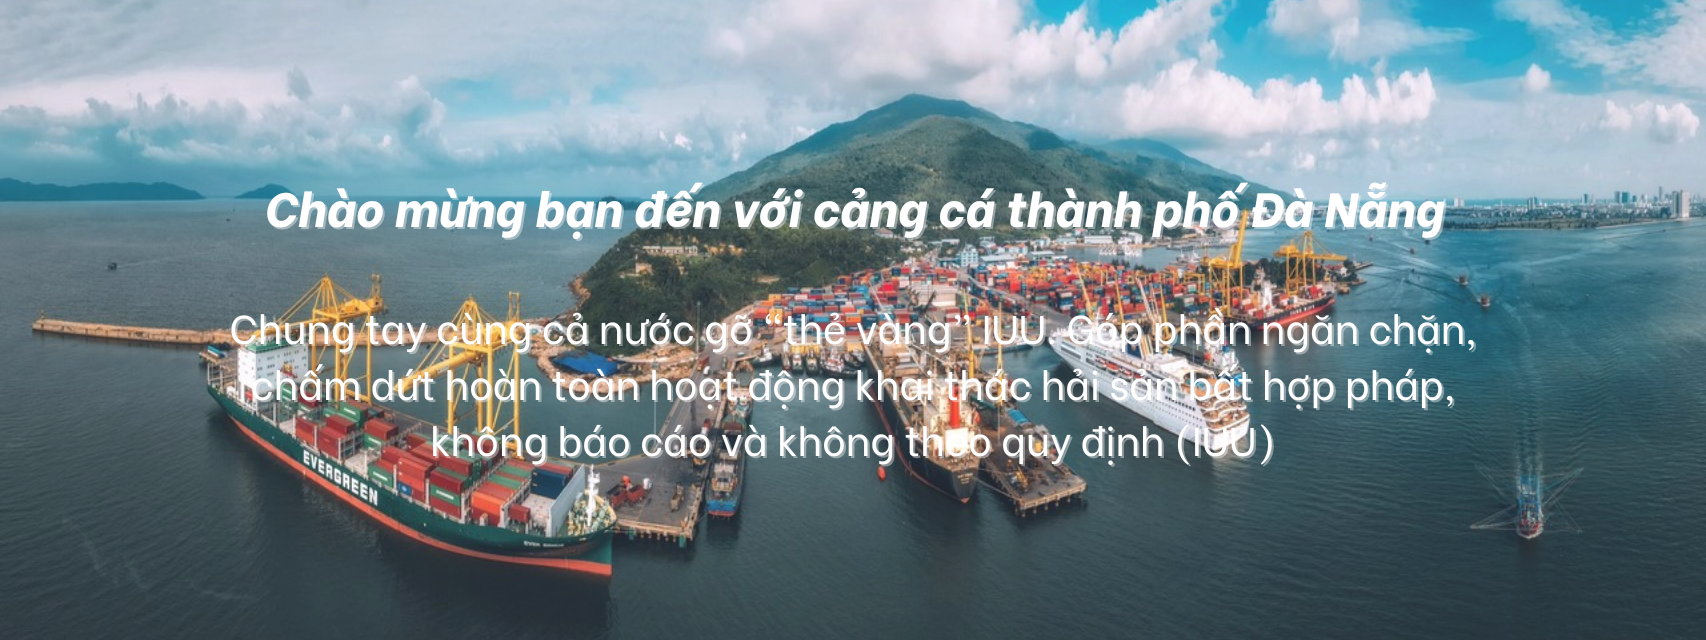 Chào mừng bạn đến với cảng cá thành phố Đà Nẵng
Chung tay cùng cả nước gỡ “thẻ vàng” IUU. Góp phần ngăn chặn,
chấm dứt hoàn toàn hoạt động khai thác hải sản bất hợp pháp,
không báo cáo và không theo quy định (IUU)
EVERGREEN